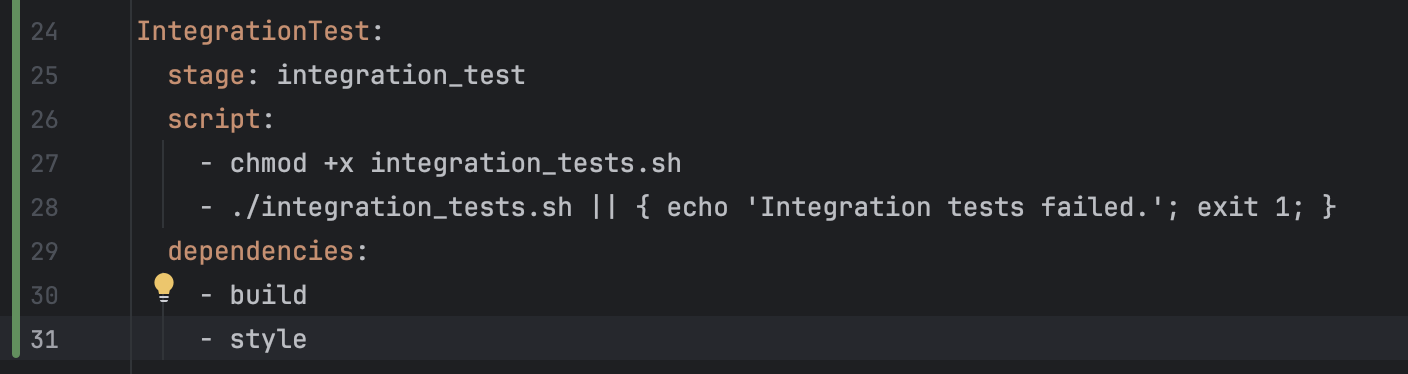 24 IntegrationTest:
25   stage: integration_test
26   script:
27     - chmod +x integration_tests.sh
28     - ./integration_tests.sh || { echo 'Integration tests failed.'; exit 1; }
29   dependencies:
30     - build
31     - style